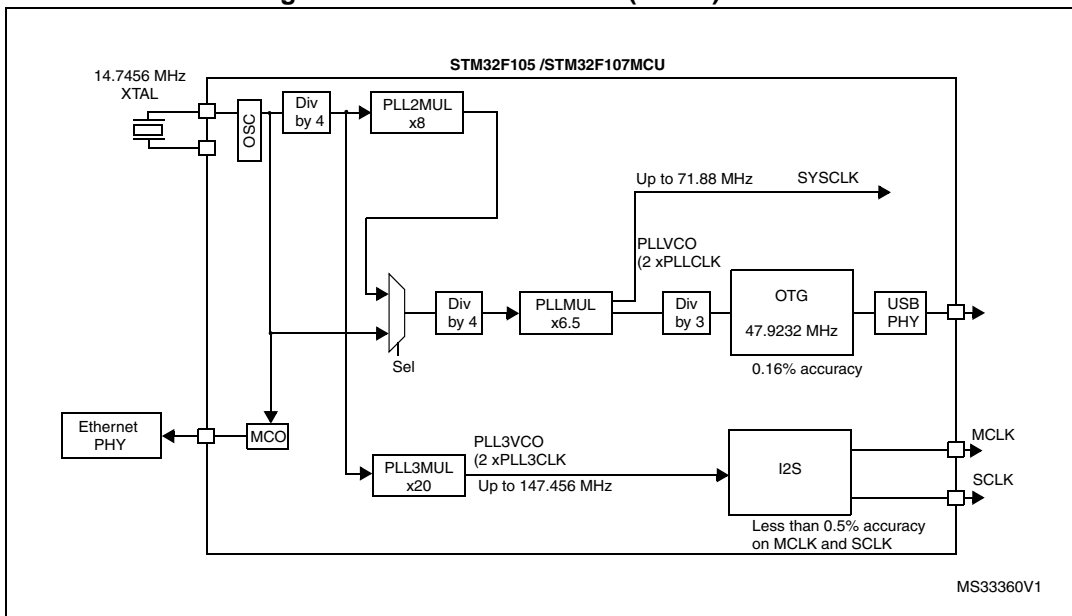 STM32F105 /STM32F107MCU
14.7456 MHz
XTAL
OSC
Div
by 4
PLL2MUL
x8
Up to 71.88 MHz
SYSCLK
PLLVCO
(2 xPLLCLK
Sel
Div
by 4
PLLMUL
x6.5
Div
by 3
OTG
47.9232 MHz
0.16% accuracy
USB
PHY
Ethernet
PHY
MCO
PLL3MUL
x20
PLL3VCO
(2 xPLL3CLK
Up to 147.456 MHz
I2S
MCLK
SCLK
Less than 0.5% accuracy
on MCLK and SCLK
MS33360V1